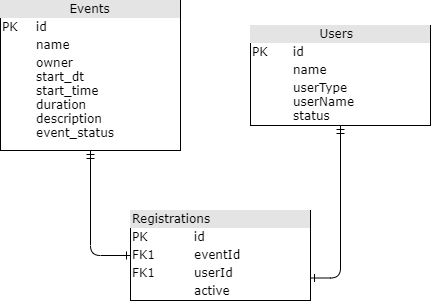 Events
PK id
name
owner
start_dt
start_time
duration
description
event_status
Users
PK id
name
userType
userName
status
Registrations
PK id
FK1 eventId
FK1 userId
active